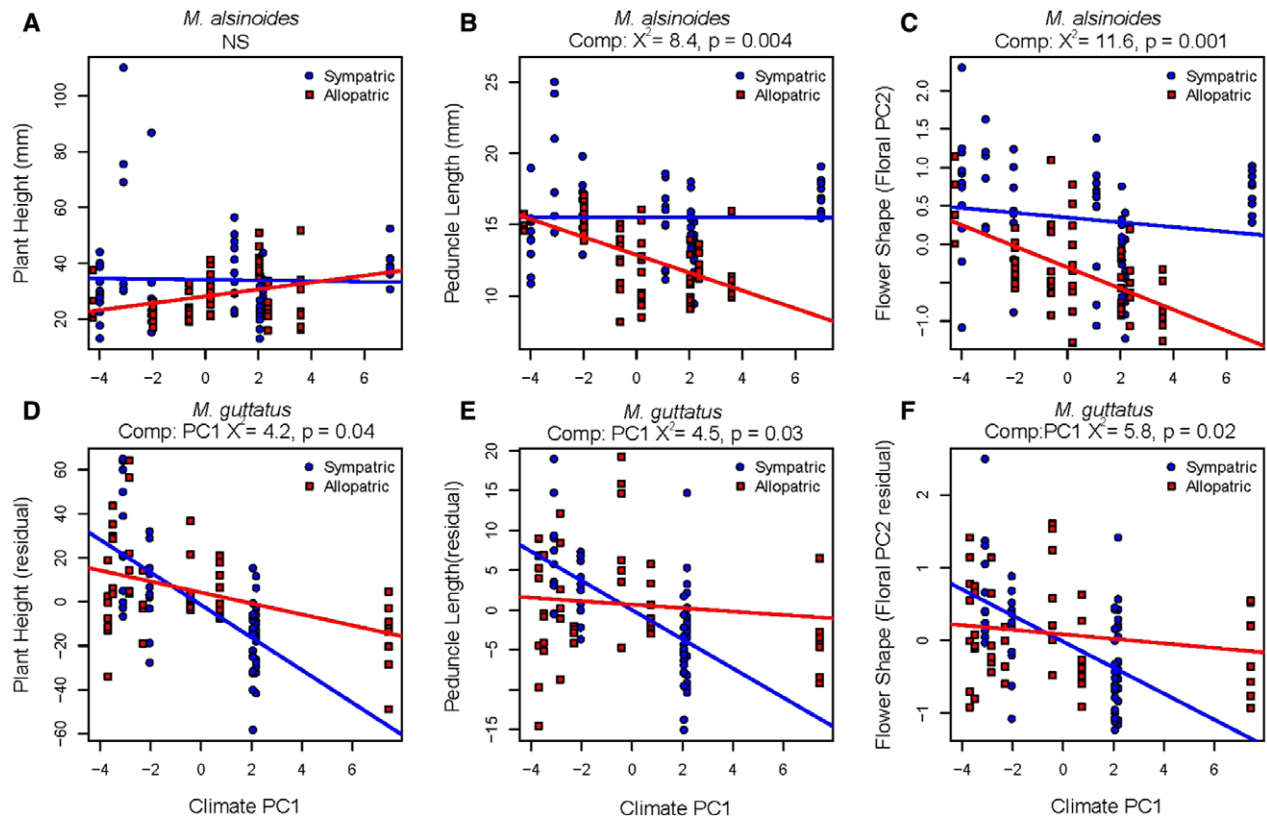 A
M. alsinoides
NS
Sympatric
Allopatric
Plant Height (mm)
20 40 60 80 100
−4 −2 0 2 4 6
B
M. alsinoides
Comp: X²= 8.4, p = 0.004
Sympatric
Allopatric
Peduncle Length (mm)
10 15 20 25
−4 −2 0 2 4 6
C
M. alsinoides
Comp: X²= 11.6, p = 0.001
Sympatric
Allopatric
Flower Shape (Floral PC2)
−1.0 0.0 0.5 1.0 1.5 2.0
−4 −2 0 2 4 6
D
M. guttatus
Comp: PC1 X²= 4.2, p = 0.04
Sympatric
Allopatric
Plant Height (residual)
−60 −40 −20 0 20 40 60
−4 −2 0 2 4 6
Climate PC1
E
M. guttatus
Comp: PC1 X²= 4.5, p = 0.03
Sympatric
Allopatric
Peduncle Length(residual)
−15 −10 −5 0 5 10 15 20
−4 −2 0 2 4 6
Climate PC1
F
M. guttatus
Comp:PC1 X²= 5.8, p = 0.02
Sympatric
Allopatric
Flower Shape (Floral PC2 residual)
−1 0 1 2
−4 −2 0 2 4 6
Climate PC1